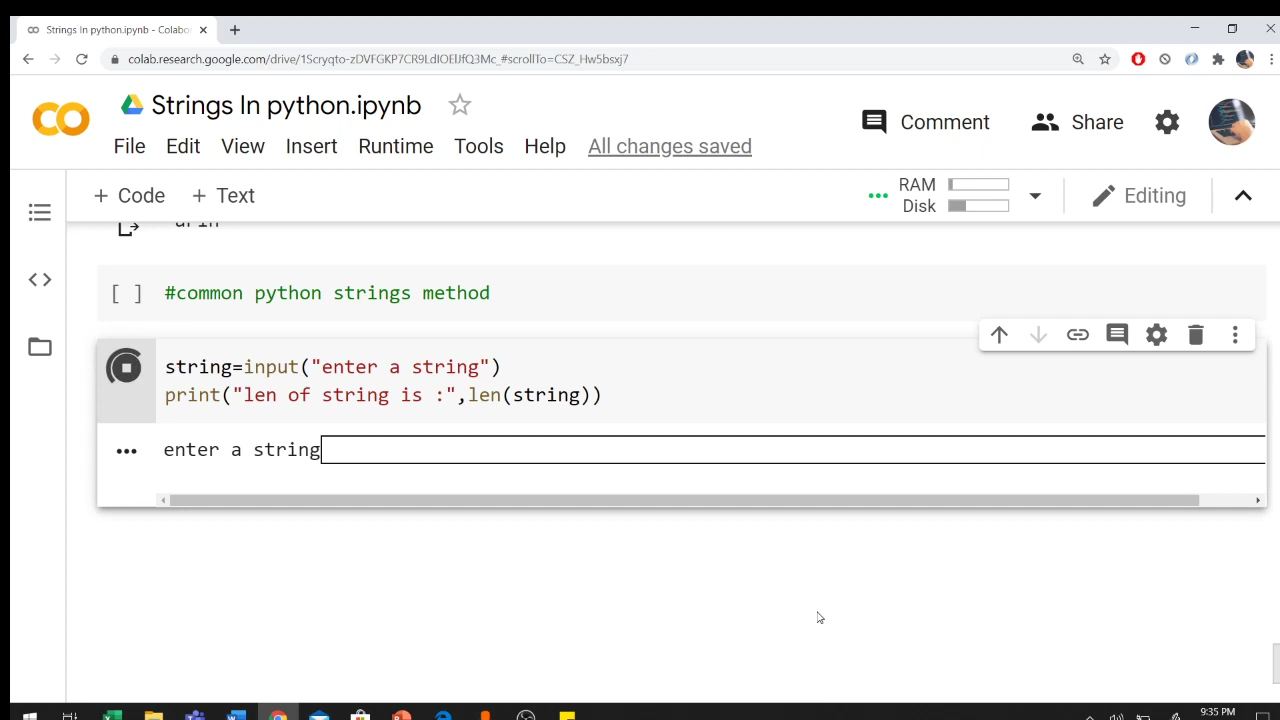 Strings In python.ipynb - Colabo
colab.research.google.com/drive/1Scryqto-zDVFGKP7CR9LdIOElJfQ3Mc_#scrollTo=CSZ_Hw5bsxj7
Strings In python.ipynb
Comment
Share
File Edit View Insert Runtime Tools Help All changes saved
+ Code + Text
RAM
Disk
Editing
[ ] #common python strings method
string=input("enter a string")
print("len of string is :",len(string))
enter a string
9:35 PM